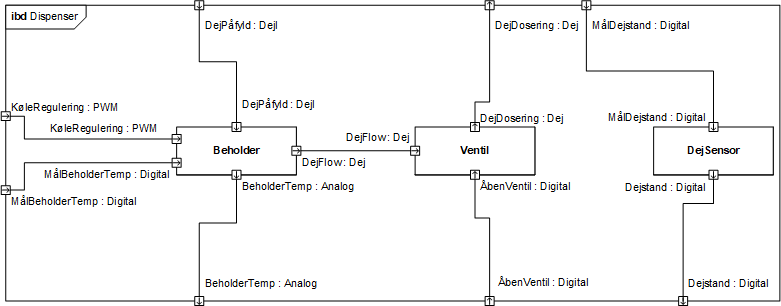 ibd Dispenser
DejPåfyld : Dejl
DejDosering : Dej
MålDejstand : Digital
KøleRegulering : PWM
DejPåfyld : Dejl
DejDosering : Dej
MålDejstand : Digital
KøleRegulering : PWM
DejFlow : Dej
Beholder
Ventil
DejSensor
DejFlow: Dej
MålBeholderTemp : Digital
BeholderTemp : Analog
ÅbenVentil : Digital
Dejstand : Digital
MålBeholderTemp : Digital
BeholderTemp : Analog
ÅbenVentil : Digital
Dejstand : Digital